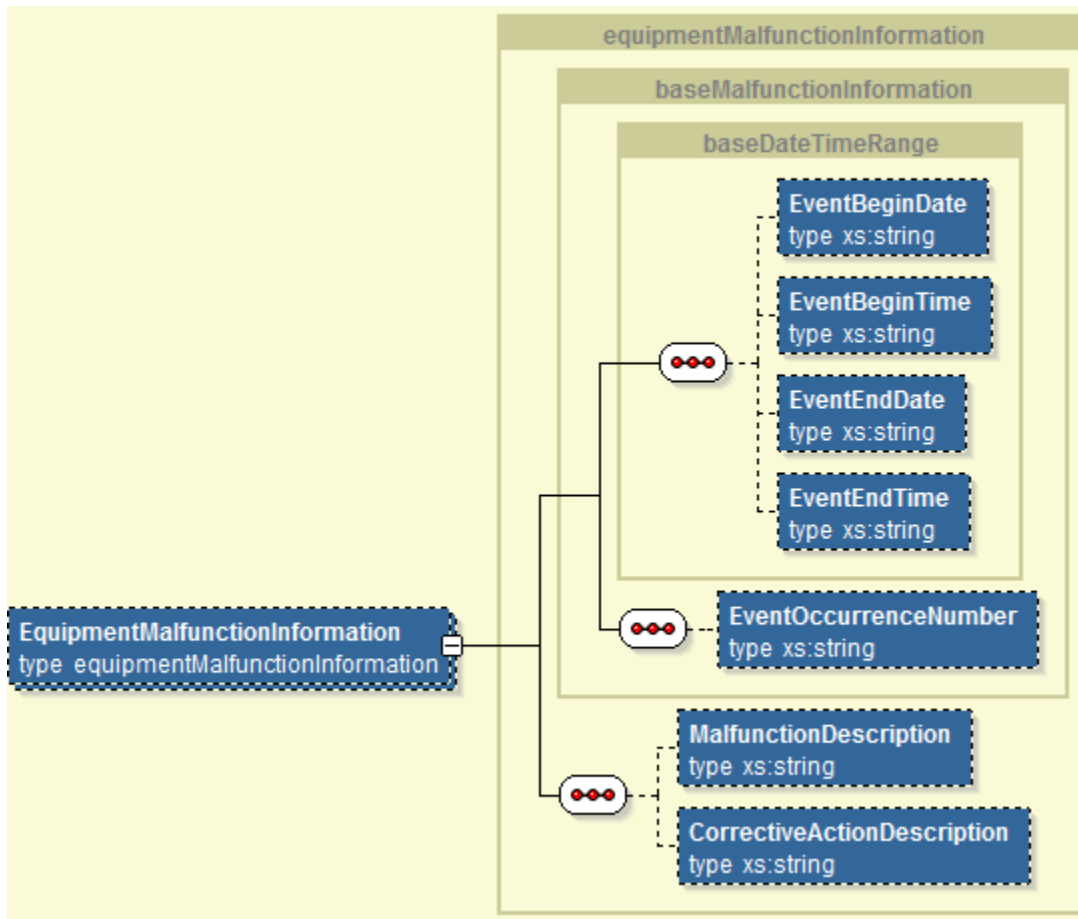 equipmentMalfunctionInformation
baseMalfunctionInformation
baseDateTimeRange
EventBeginDate
type xs:string
EventBeginTime
type xs:string
EventEndDate
type xs:string
EventEndTime
type xs:string
EventOccurrenceNumber
type xs:string
EquipmentMalfunctionInformation
type equipmentMalfunctionInformation
MalfunctionDescription
type xs:string
CorrectiveActionDescription
type xs:string